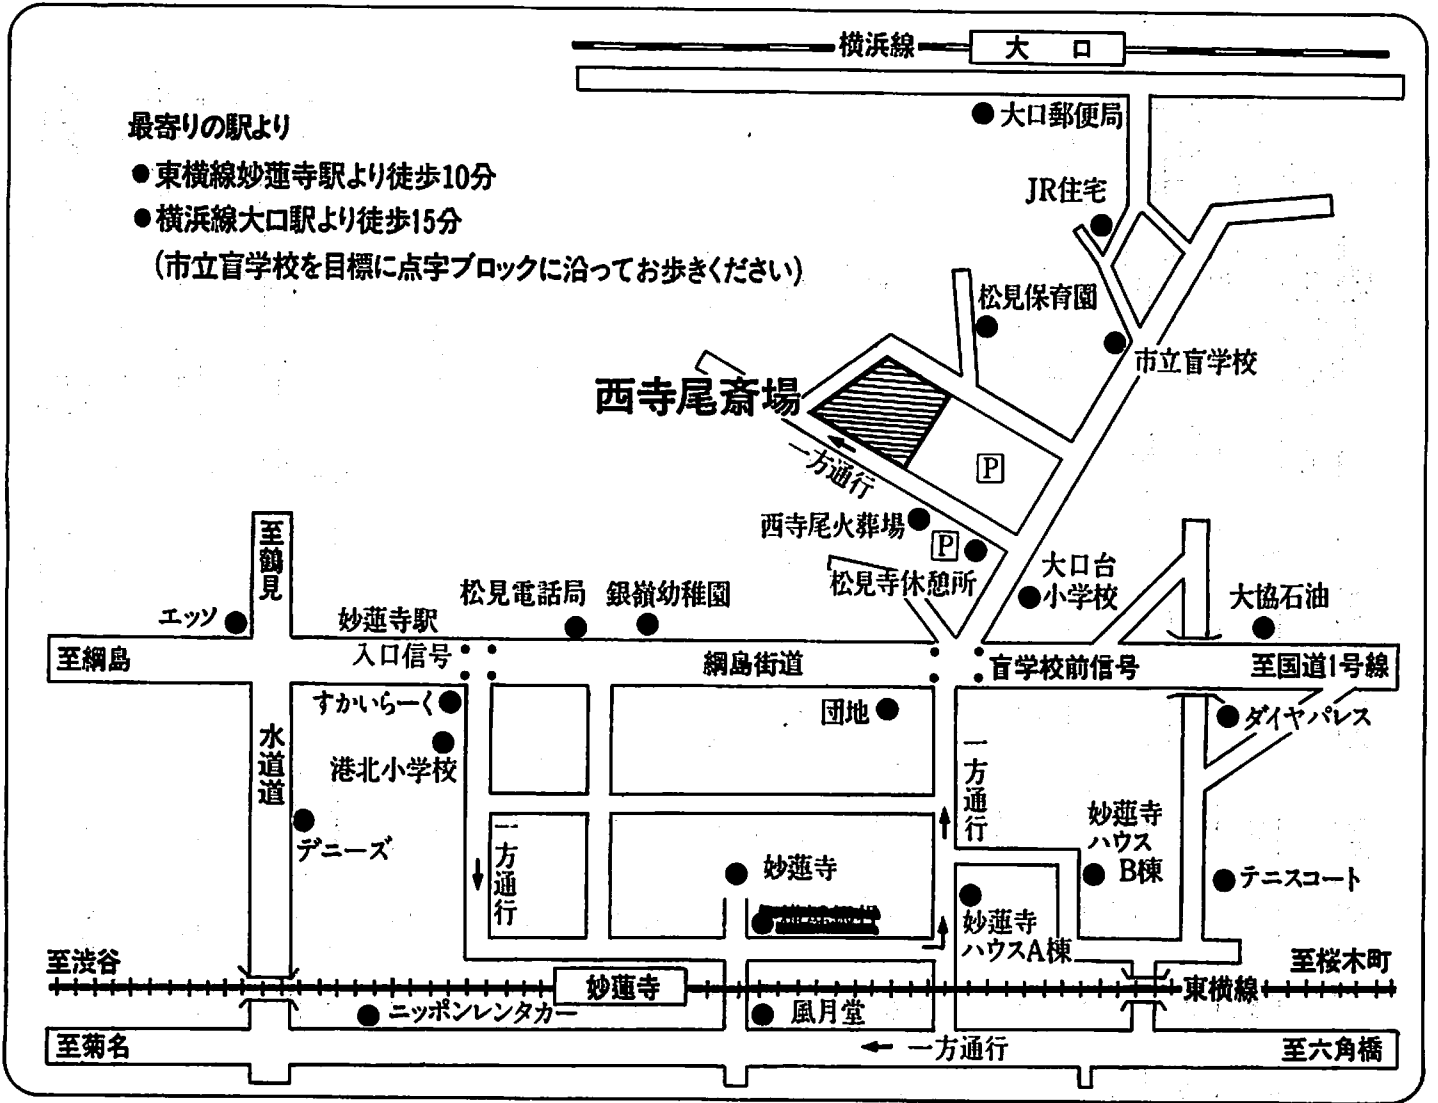 横浜線
大口
最寄りの駅より
●東横線妙蓮寺駅より徒歩10分
●横浜線大口駅より徒歩15分
(市立盲学校を目標に点字ブロックに沿ってお歩きください)
大口郵便局
JR住宅
松見保育園
市立盲学校
西寺尾斎場
一方通行
P
西寺尾火葬場
P
松見寺休憩所
大口台
小学校
至鶴見
エッソ
妙蓮寺駅
入口信号
松見電話局
銀嶺幼稚園
大協石油
至綱島
綱島街道
盲学校前信号
至国道1号線
すかいらーく
団地
ダイヤパレス
水道道
港北小学校
一方通行
デニーズ
一方通行
妙蓮寺
妙蓮寺
ハウス
B棟
テニスコート
妙蓮寺
ハウスA棟
至渋谷
妙蓮寺
東横線
至桜木町
ニッポンレンタカー
風月堂
至菊名
一方通行
至六角橋